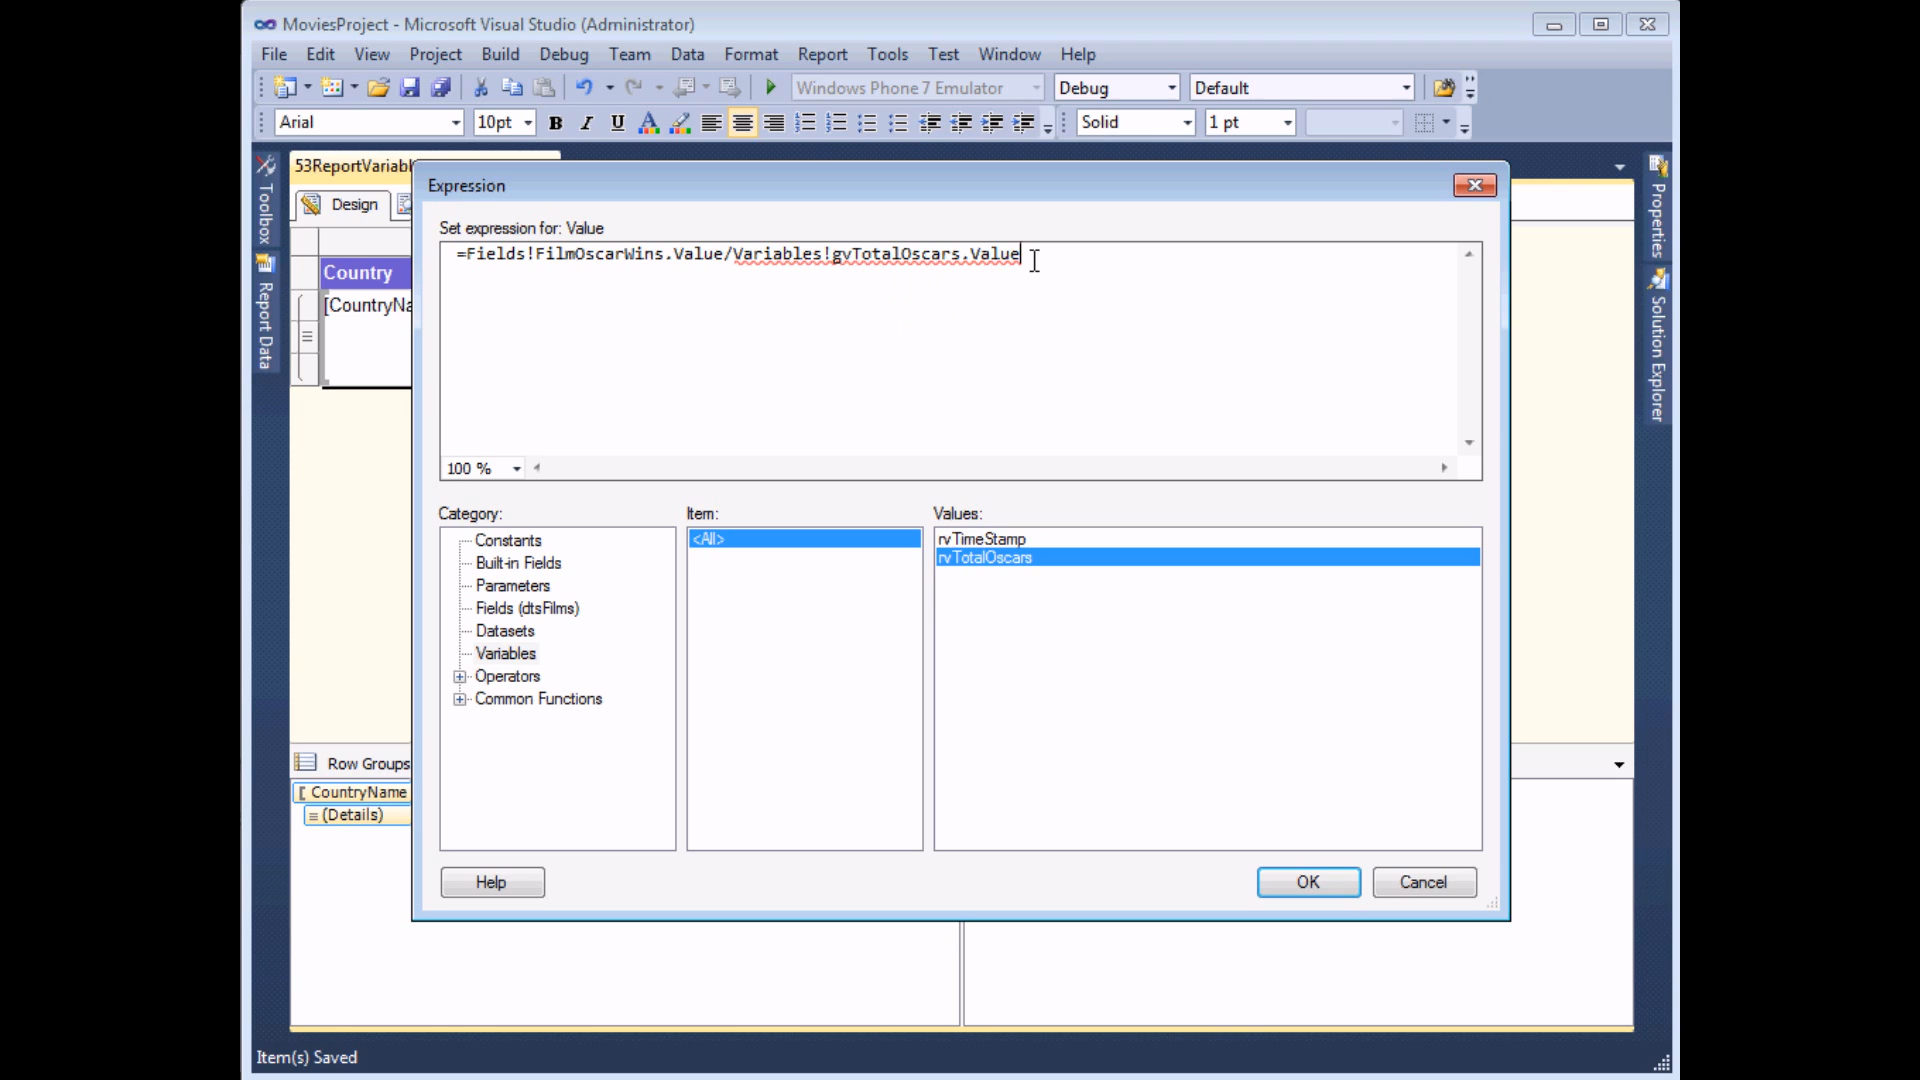 MoviesProject - Microsoft Visual Studio (Administrator)
File Edit View Project Build Debug Team Data Format Report Tools Test Window Help
Windows Phone 7 Emulator Debug Default
Arial 10pt B I U A Solid 1 pt
53ReportVariabl
Design
Toolbox
Report Data
Properties
Solution Explorer
Country
[CountryNa
Expression
Set expression for: Value
=Fields!FilmOscarWins.Value/Variables!gvTotalOscars.Value
100 %
Category: Item: Values:
Constants
Built-in Fields
Parameters
Fields (dtsFilms)
Datasets
Variables
Operators
Common Functions
<All>
rvTimeStamp
rvTotalOscars
Help OK Cancel
Row Groups
[ CountryName
(Details)
Item(s) Saved